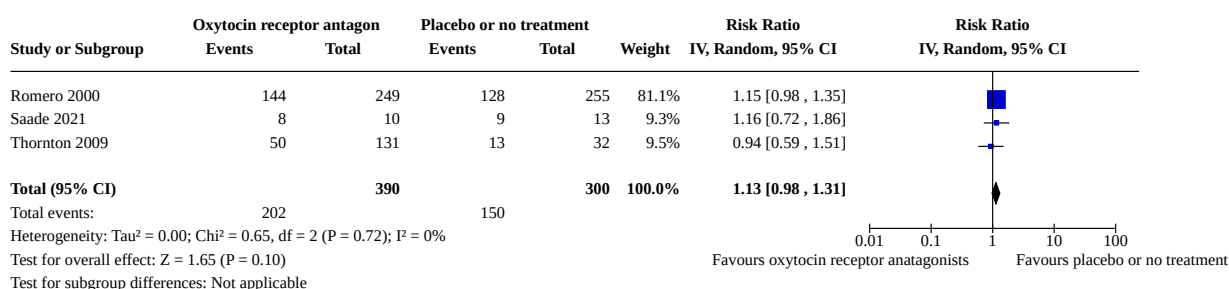 Oxytocin receptor antagon Placebo or no treatment Risk Ratio Risk Ratio
Study or Subgroup Events Total Events Total Weight IV, Random, 95% CI IV, Random, 95% CI
Romero 2000 144 249 128 255 81.1% 1.15 [0.98 , 1.35]
Saade 2021 8 10 9 13 9.3% 1.16 [0.72 , 1.86]
Thornton 2009 50 131 13 32 9.5% 0.94 [0.59 , 1.51]
Total (95% CI) 390 300 100.0% 1.13 [0.98 , 1.31]
Total events: 202 150
Heterogeneity: Tau² = 0.00; Chi² = 0.65, df = 2 (P = 0.72); I² = 0%
0.01 0.1 1 10 100
Test for overall effect: Z = 1.65 (P = 0.10) Favours oxytocin receptor anatagonists Favours placebo or no treatment
Test for subgroup differences: Not applicable